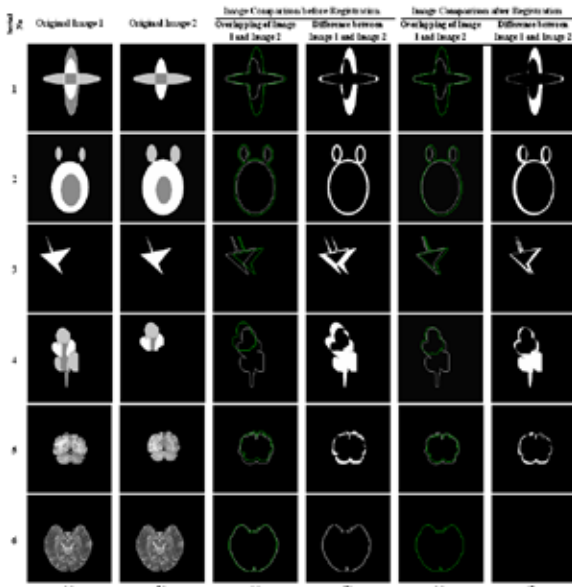 Serial No
Original Image 1
Original Image 2
Image Comparison before Registration
Overlapping of Image 1 and Image 2
Difference between Image 1 and Image 2
Image Comparison after Registration
Overlapping of Image 1 and Image 2
Difference between Image 1 and Image 2
3
4
5
6